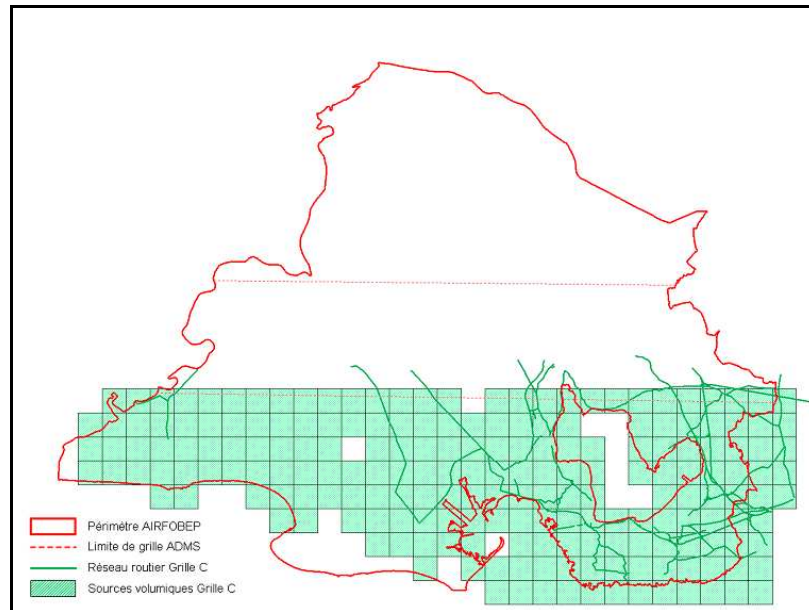 Périmètre AIRFOBEP
Limite de grille ADMS
Réseau routier Grille C
Sources volumiques Grille C